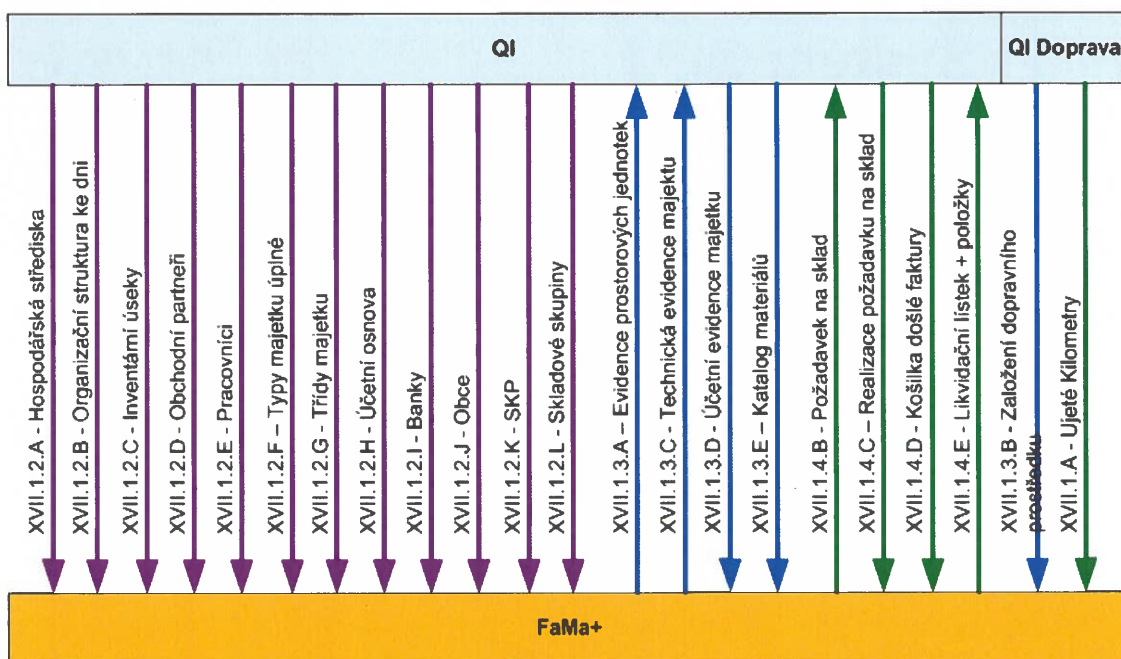 QI
QI Doprava
XVII.1.2.A - Hospodářská střediska
XVII.1.2.B - Organizační struktura ke dni
XVII.1.2.C - Inventární úseky
XVII.1.2.D - Obchodní partneři
XVII.1.2.E - Pracovníci
XVII.1.2.F – Typy majetku úplné
XVII.1.2.G - Třídy majetku
XVII.1.2.H - Účetní osnova
XVII.1.2.I - Banky
XVII.1.2.J - Obce
XVII.1.2.K - SKP
XVII.1.2.L - Skladové skupiny
XVII.1.3.A – Evidence prostorových jednotek
XVII.1.3.C - Technická evidence majektu
XVII.1.3.D - Účetní evidence majetku
XVII.1.3.E – Katalog materiálů
XVII.1.4.B - Požadavek na sklad
XVII.1.4.C – Realizace požadavku na sklad
XVII.1.4.D - Košilka došlé faktury
XVII.1.4.E - Likvidační lístek + položky
XVII.1.3.B - Založení dopravního
prostředku
XVII.1.A - Ujeté Kilometry
FaMa+